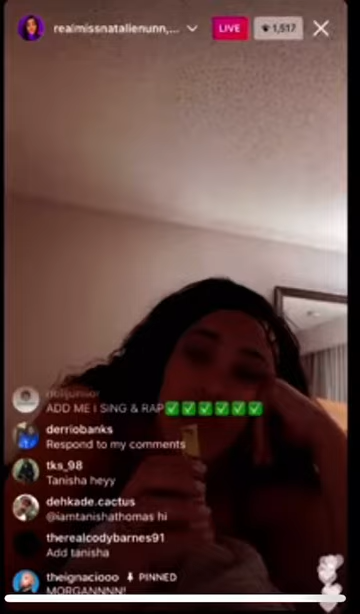 realmissnatalienunn,...
LIVE
1,517
ADD ME I SING & RAP✅✅✅✅✅✅
derriobanks
Respond to my comments
tks_98
Tanisha heyy
dehkade.cactus
@iamtanishathomas hi
therealcodybarnes91
Add tanisha
theignaciooo PINNED
MORGANNNN!